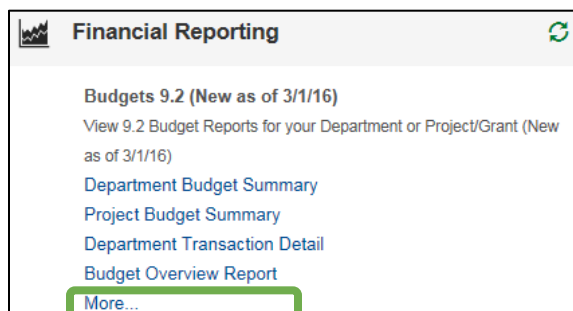 Financial Reporting
Budgets 9.2 (New as of 3/1/16)
View 9.2 Budget Reports for your Department or Project/Grant (New
as of 3/1/16)
Department Budget Summary
Project Budget Summary
Department Transaction Detail
Budget Overview Report
More...